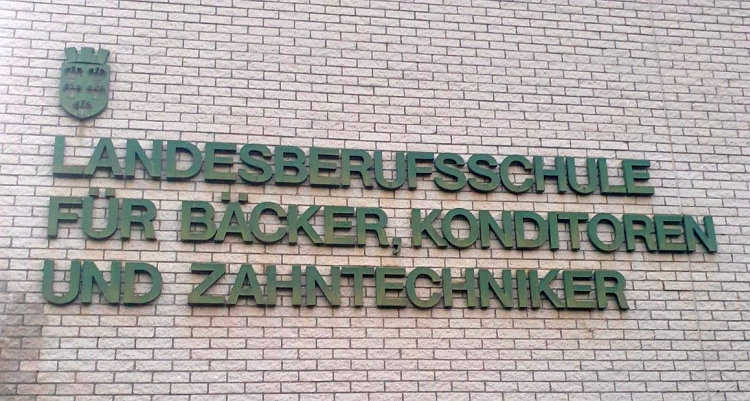 LANDESBERUFSSCHULE
FÜR BÄCKER, KONDITOREN
UND ZAHNTECHNIKER